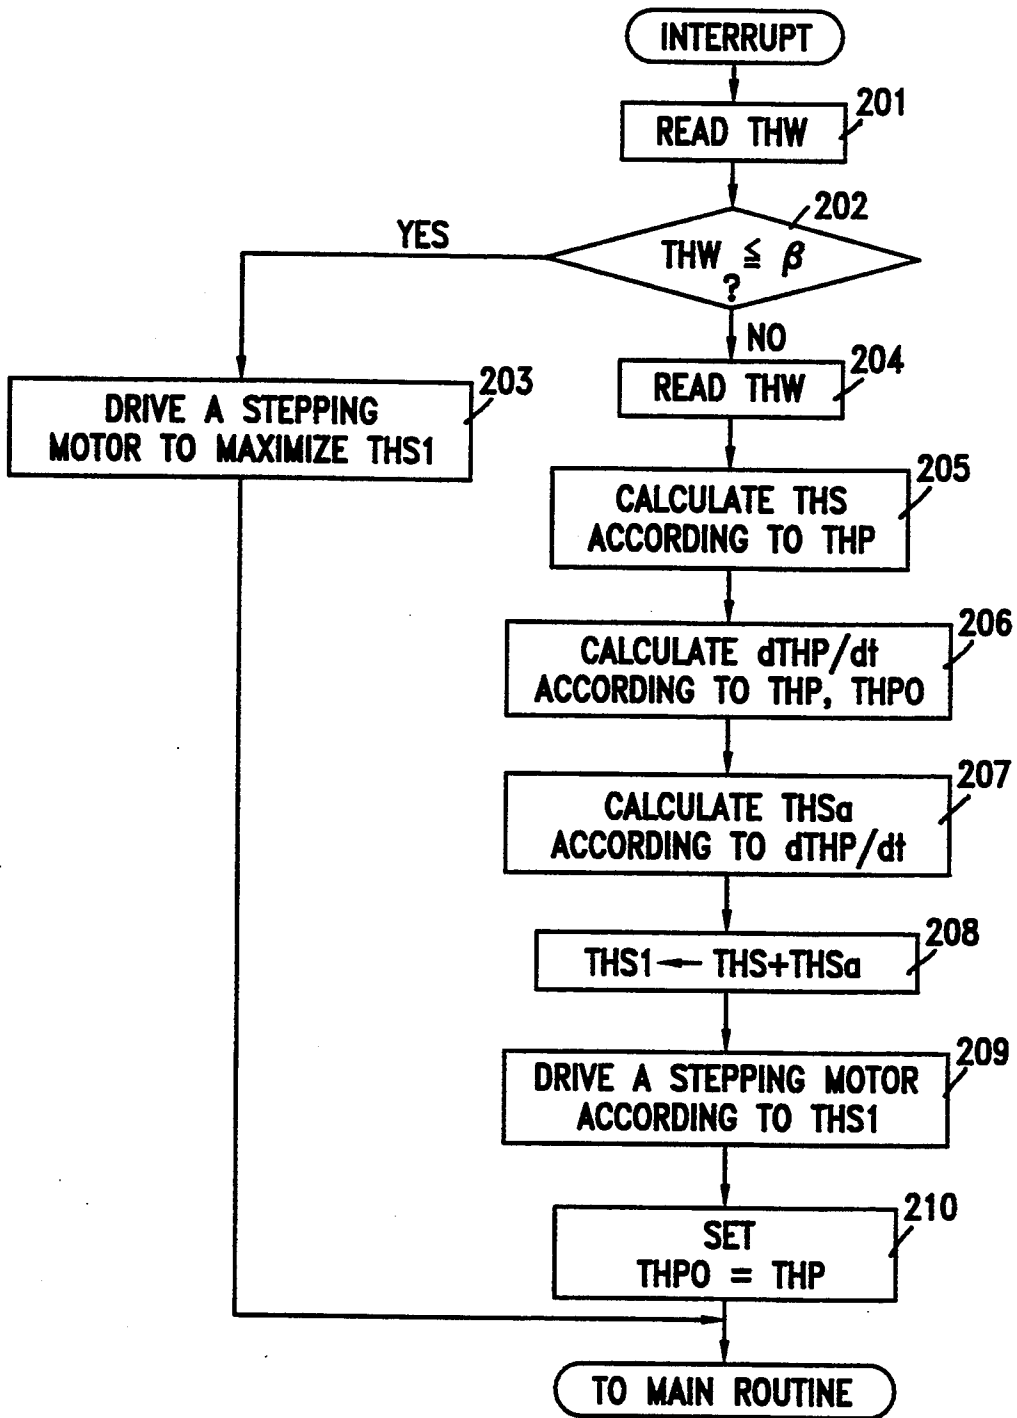 INTERRUPT
201
READ THW
202
YES
THW ≦ β
?
NO
203
DRIVE A STEPPING
MOTOR TO MAXIMIZE THS1
204
READ THW
205
CALCULATE THS
ACCORDING TO THP
206
CALCULATE dTHP/dt
ACCORDING TO THP, THPO
207
CALCULATE THSa
ACCORDING TO dTHP/dt
208
THS1 ← THS+THSa
209
DRIVE A STEPPING MOTOR
ACCORDING TO THS1
210
SET
THPO = THP
TO MAIN ROUTINE